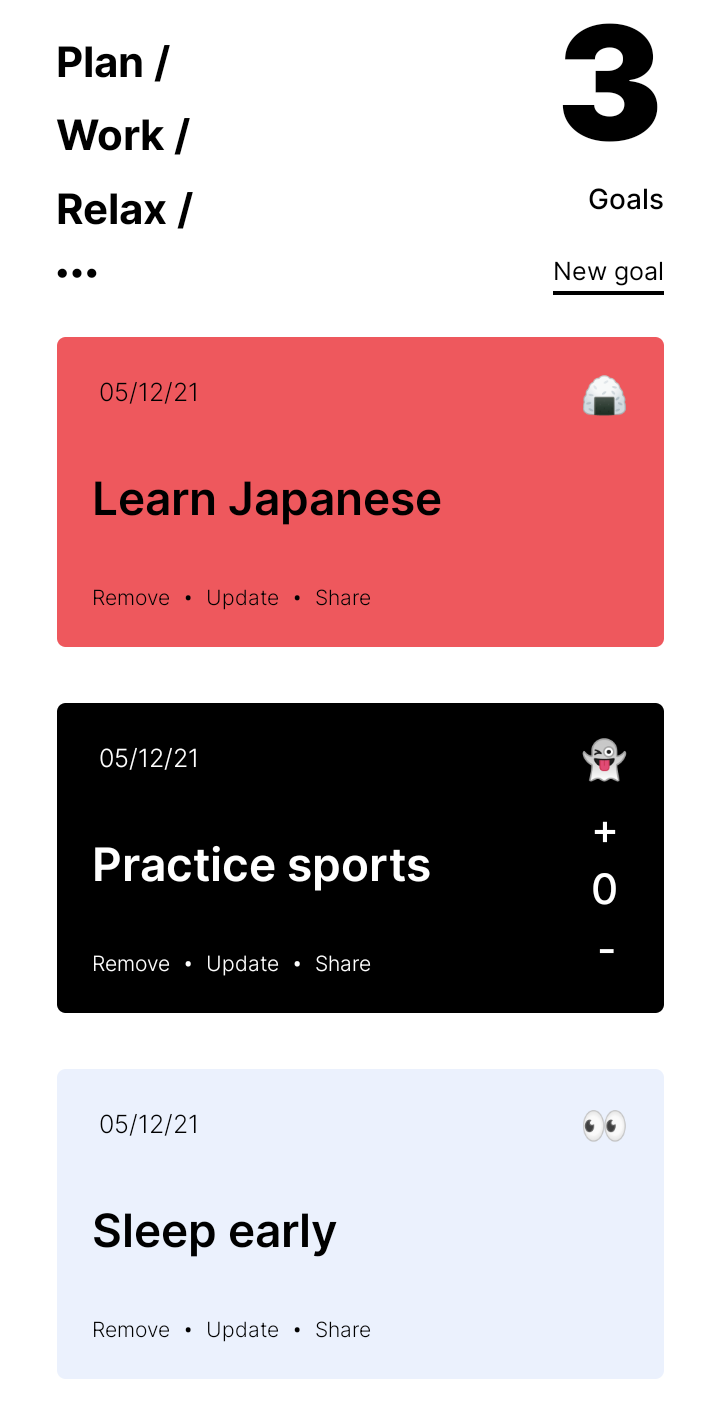 Plan /
Work /
Relax /
•••
3
Goals
New goal
05/12/21
Learn Japanese
Remove • Update • Share
05/12/21
Practice sports
+
0
-
Remove • Update • Share
05/12/21
Sleep early
Remove • Update • Share